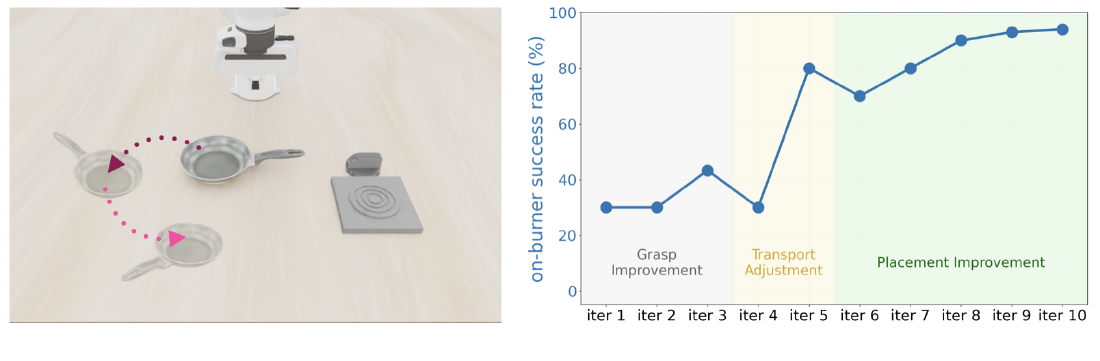 on-burner success rate (%)
100
80
60
40
20
0
Grasp
Improvement
Transport
Adjustment
Placement Improvement
iter 1 iter 2 iter 3 iter 4 iter 5 iter 6 iter 7 iter 8 iter 9 iter 10